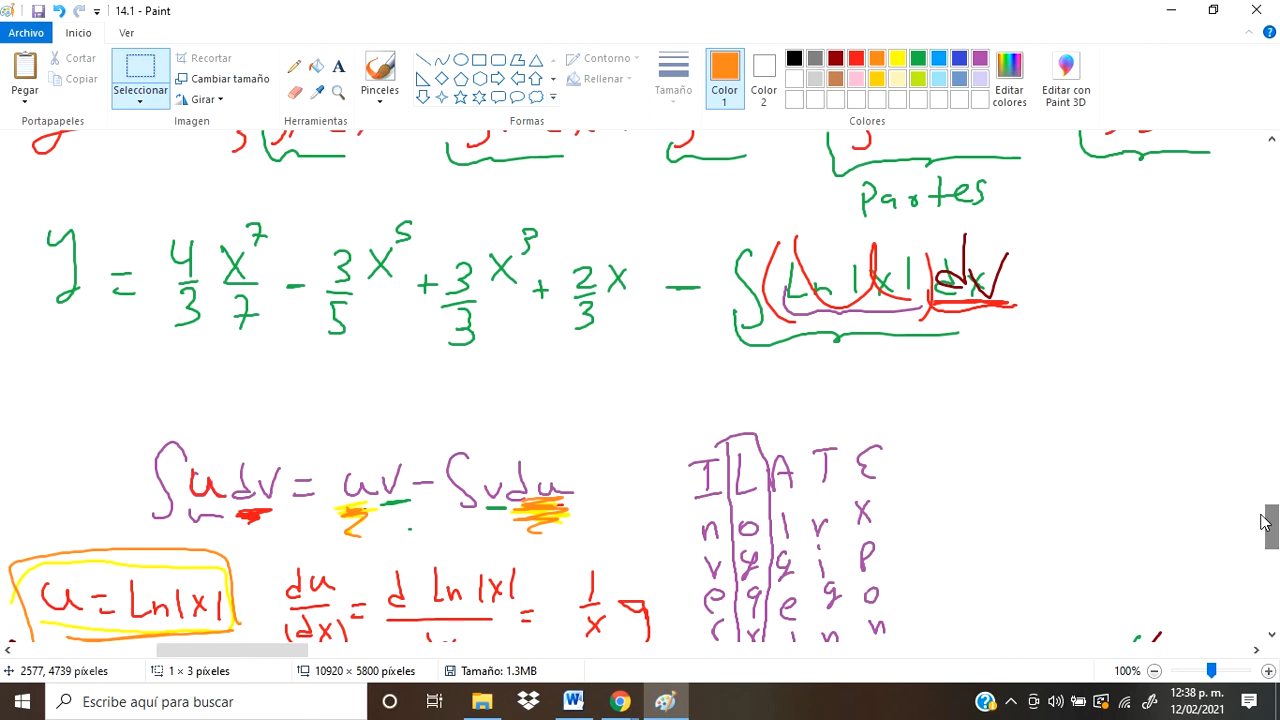 14.1 - Paint
Archivo Inicio Ver
Pegar
Cortar
Copiar
Portapapeles
Seleccionar
Recortar
Cambiar tamaño
Girar
Imagen
A
Herramientas
Pinceles
Contorno
Rellenar
Formas
Tamaño
Color 1
Color 2
Editar colores
Editar con Paint 3D
Colores
Partes
y = 4/3 x^7/7 - 3/5 x^5 + 3/3 x^3 + 2/3 x - ∫ Ln |x| dx
dv
∫ u dv = uv - ∫ v du
I L A T E
n o l r x
v g g i p
e a e g o
r n n
u = Ln|x|
du/(dx) = d Ln |x| = 1/x
2577, 4739 píxeles 1 × 3 píxeles 10920 × 5800 píxeles Tamaño: 1.3MB 100%
Escribe aquí para buscar
12:38 p. m.
12/02/2021